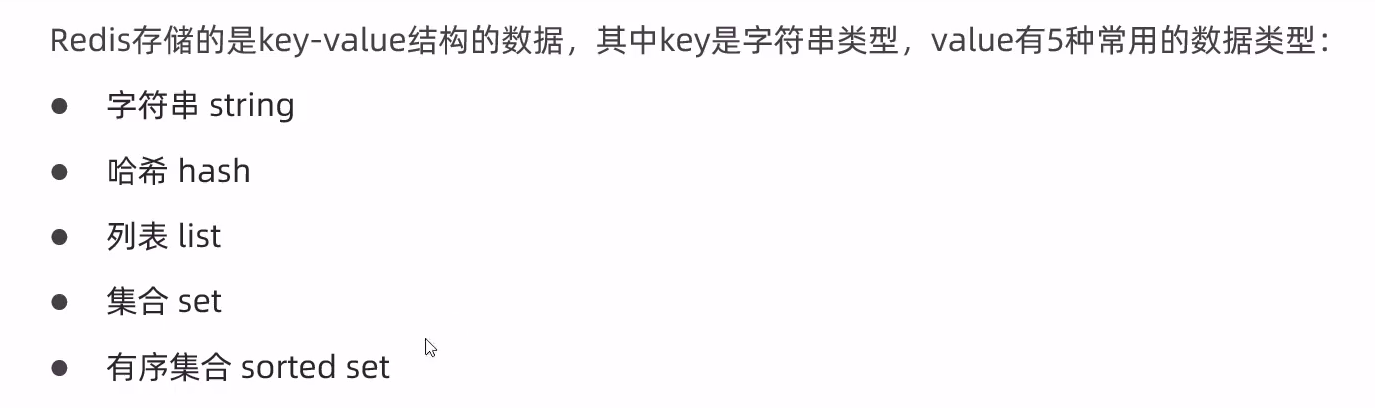 Redis存储的是key-value结构的数据，其中key是字符串类型，value有5种常用的数据类型：
● 字符串 string
● 哈希 hash
● 列表 list
● 集合 set
● 有序集合 sorted set